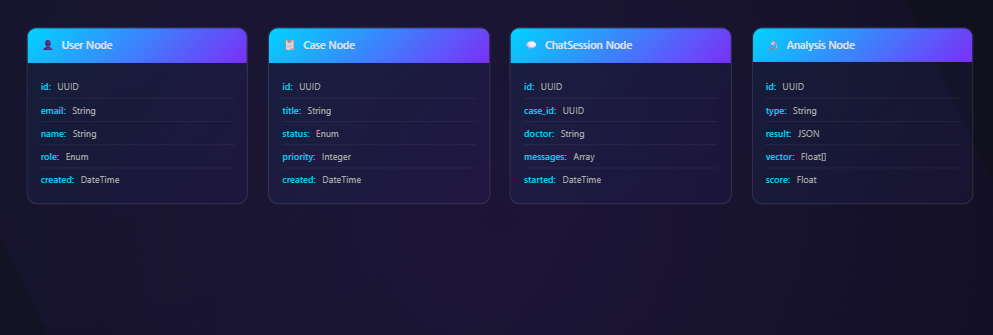 User Node
id: UUID
email: String
name: String
role: Enum
created: DateTime
Case Node
id: UUID
title: String
status: Enum
priority: Integer
created: DateTime
ChatSession Node
id: UUID
case_id: UUID
doctor: String
messages: Array
started: DateTime
Analysis Node
id: UUID
type: String
result: JSON
vector: Float[]
score: Float